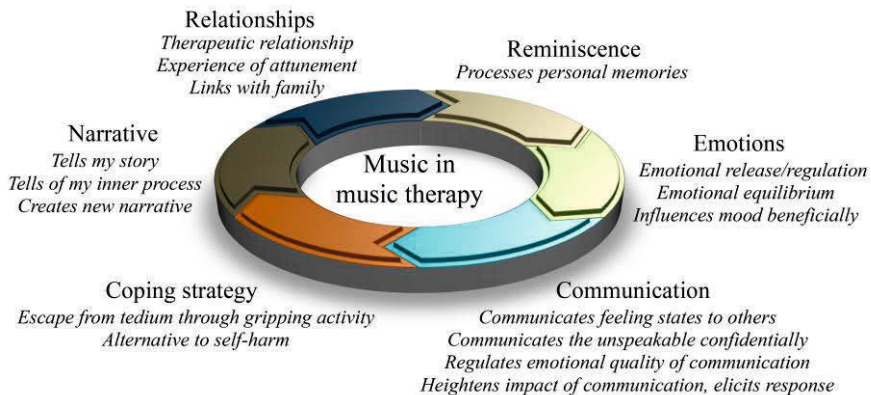 Relationships
Therapeutic relationship
Experience of attunement
Links with family
Reminiscence
Processes personal memories
Narrative
Tells my story
Tells of my inner process
Creates new narrative
Music in
music therapy
Emotions
Emotional release/regulation
Emotional equilibrium
Influences mood beneficially
Coping strategy
Escape from tedium through gripping activity
Alternative to self-harm
Communication
Communicates feeling states to others
Communicates the unspeakable confidentially
Regulates emotional quality of communication
Heightens impact of communication, elicits response